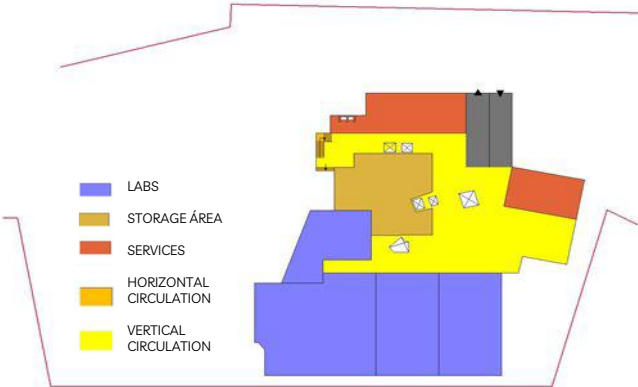 LABS
STORAGE ÁREA
SERVICES
HORIZONTAL
CIRCULATION
VERTICAL
CIRCULATION